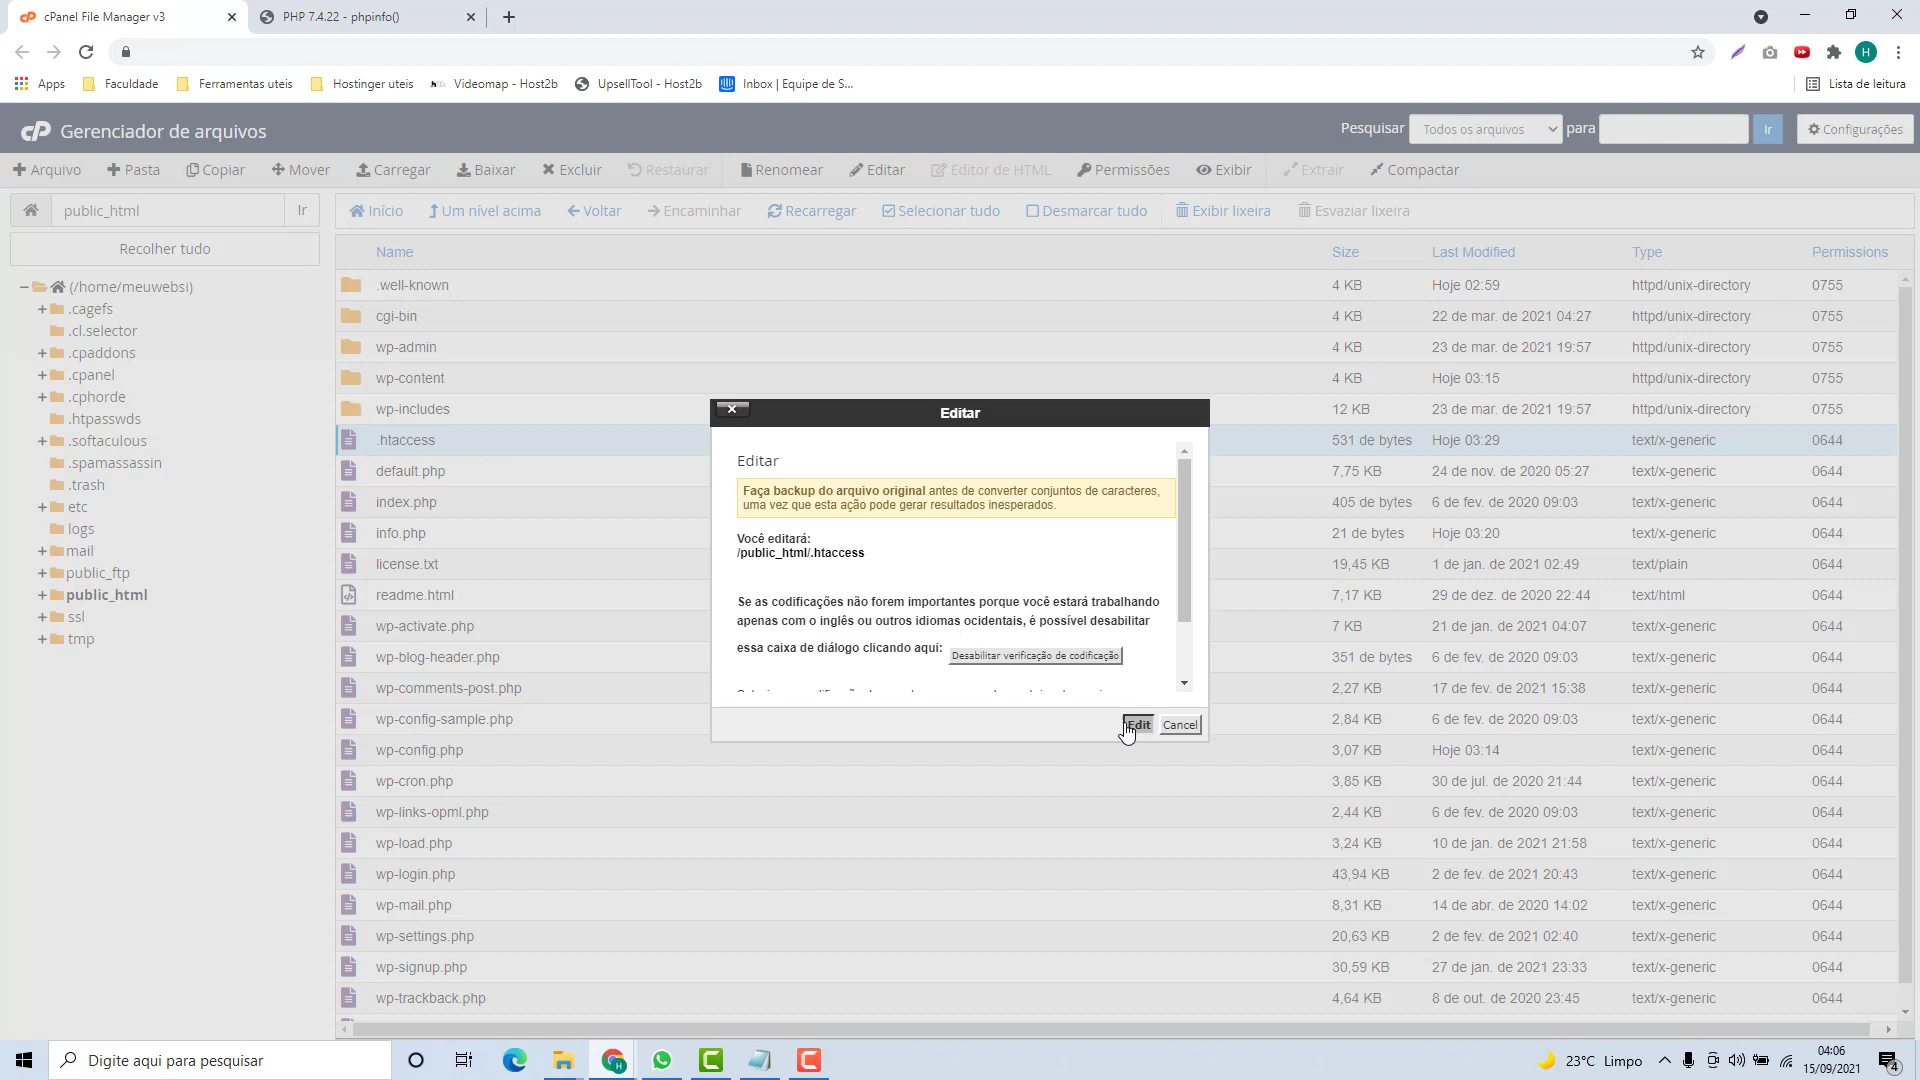 cPanel File Manager v3
PHP 7.4.22 - phpinfo()
H
Apps
Faculdade
Ferramentas uteis
Hostinger uteis
Videomap - Host2b
UpsellTool - Host2b
Inbox | Equipe de S...
Lista de leitura
cP Gerenciador de arquivos
Pesquisar
Todos os arquivos
para
Ir
Configurações
Arquivo
Pasta
Copiar
Mover
Carregar
Baixar
Excluir
Restaurar
Renomear
Editar
Editor de HTML
Permissões
Exibir
Extrair
Compactar
public_html
Ir
Início
Um nível acima
Voltar
Encaminhar
Recarregar
Selecionar tudo
Desmarcar tudo
Exibir lixeira
Esvaziar lixeira
Recolher tudo
(/home/meuwebsi)
.cagefs
.cl.selector
.cpaddons
.cpanel
.cphorde
.htpasswds
.softaculous
.spamassassin
.trash
etc
logs
mail
public_ftp
public_html
ssl
tmp
Name Size Last Modified Type Permissions
.well-known 4 KB Hoje 02:59 httpd/unix-directory 0755
cgi-bin 4 KB 22 de mar. de 2021 04:27 httpd/unix-directory 0755
wp-admin 4 KB 23 de mar. de 2021 19:57 httpd/unix-directory 0755
wp-content 4 KB Hoje 03:15 httpd/unix-directory 0755
wp-includes 12 KB 23 de mar. de 2021 19:57 httpd/unix-directory 0755
.htaccess 531 de bytes Hoje 03:29 text/x-generic 0644
default.php 7,75 KB 24 de nov. de 2020 05:27 text/x-generic 0644
index.php 405 de bytes 6 de fev. de 2020 09:03 text/x-generic 0644
info.php 21 de bytes Hoje 03:20 text/x-generic 0644
license.txt 19,45 KB 1 de jan. de 2021 02:49 text/plain 0644
readme.html 7,17 KB 29 de dez. de 2020 22:44 text/html 0644
wp-activate.php 7 KB 21 de jan. de 2021 04:07 text/x-generic 0644
wp-blog-header.php 351 de bytes 6 de fev. de 2020 09:03 text/x-generic 0644
wp-comments-post.php 2,27 KB 17 de fev. de 2021 15:38 text/x-generic 0644
wp-config-sample.php 2,84 KB 6 de fev. de 2020 09:03 text/x-generic 0644
wp-config.php 3,07 KB Hoje 03:14 text/x-generic 0644
wp-cron.php 3,85 KB 30 de jul. de 2020 21:44 text/x-generic 0644
wp-links-opml.php 2,44 KB 6 de fev. de 2020 09:03 text/x-generic 0644
wp-load.php 3,24 KB 10 de jan. de 2021 21:58 text/x-generic 0644
wp-login.php 43,94 KB 2 de fev. de 2021 20:43 text/x-generic 0644
wp-mail.php 8,31 KB 14 de abr. de 2020 14:02 text/x-generic 0644
wp-settings.php 20,63 KB 2 de fev. de 2021 02:40 text/x-generic 0644
wp-signup.php 30,59 KB 27 de jan. de 2021 23:33 text/x-generic 0644
wp-trackback.php 4,64 KB 8 de out. de 2020 23:45 text/x-generic 0644
Editar
Editar
Faça backup do arquivo original antes de converter conjuntos de caracteres,
uma vez que esta ação pode gerar resultados inesperados.
Você editará:
/public_html/.htaccess
Se as codificações não forem importantes porque você estará trabalhando
apenas com o inglês ou outros idiomas ocidentais, é possível desabilitar
essa caixa de diálogo clicando aqui: Desabilitar verificação de codificação
Edit
Cancel
Digite aqui para pesquisar
23°C Limpo
04:06
15/09/2021
4